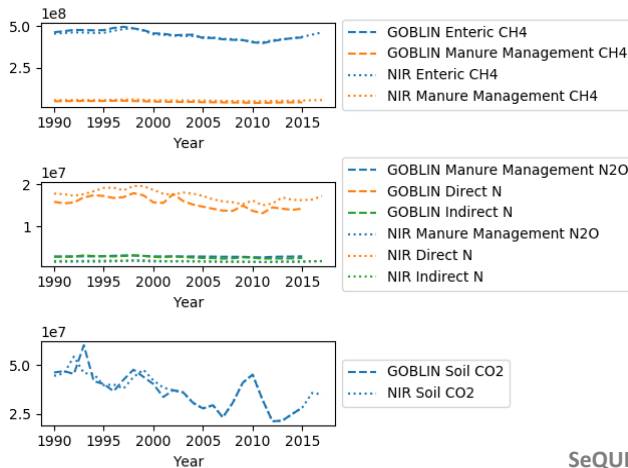 1e8
5.0
2.5
1990 1995 2000 2005 2010 2015
Year
GOBLIN Enteric CH4
GOBLIN Manure Management CH4
NIR Enteric CH4
NIR Manure Management CH4
1e7
2
1
1990 1995 2000 2005 2010 2015
Year
GOBLIN Manure Management N2O
GOBLIN Direct N
GOBLIN Indirect N
NIR Manure Management N2O
NIR Direct N
NIR Indirect N
1e7
5.0
2.5
1990 1995 2000 2005 2010 2015
Year
GOBLIN Soil CO2
NIR Soil CO2
SeQUI